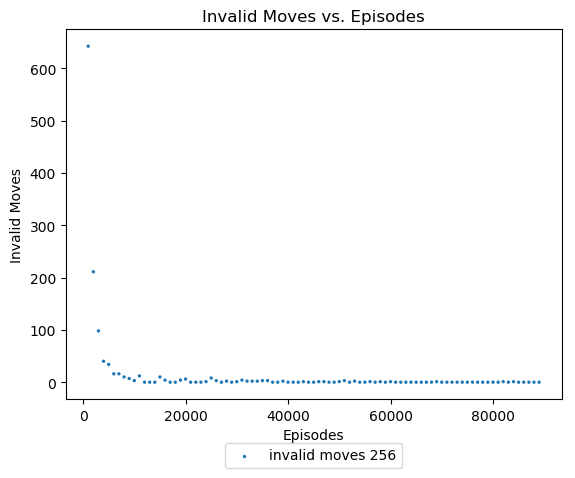 Invalid Moves vs. Episodes
600
500
400
300
200
100
0
Invalid Moves
0 20000 40000 60000 80000
Episodes
invalid moves 256